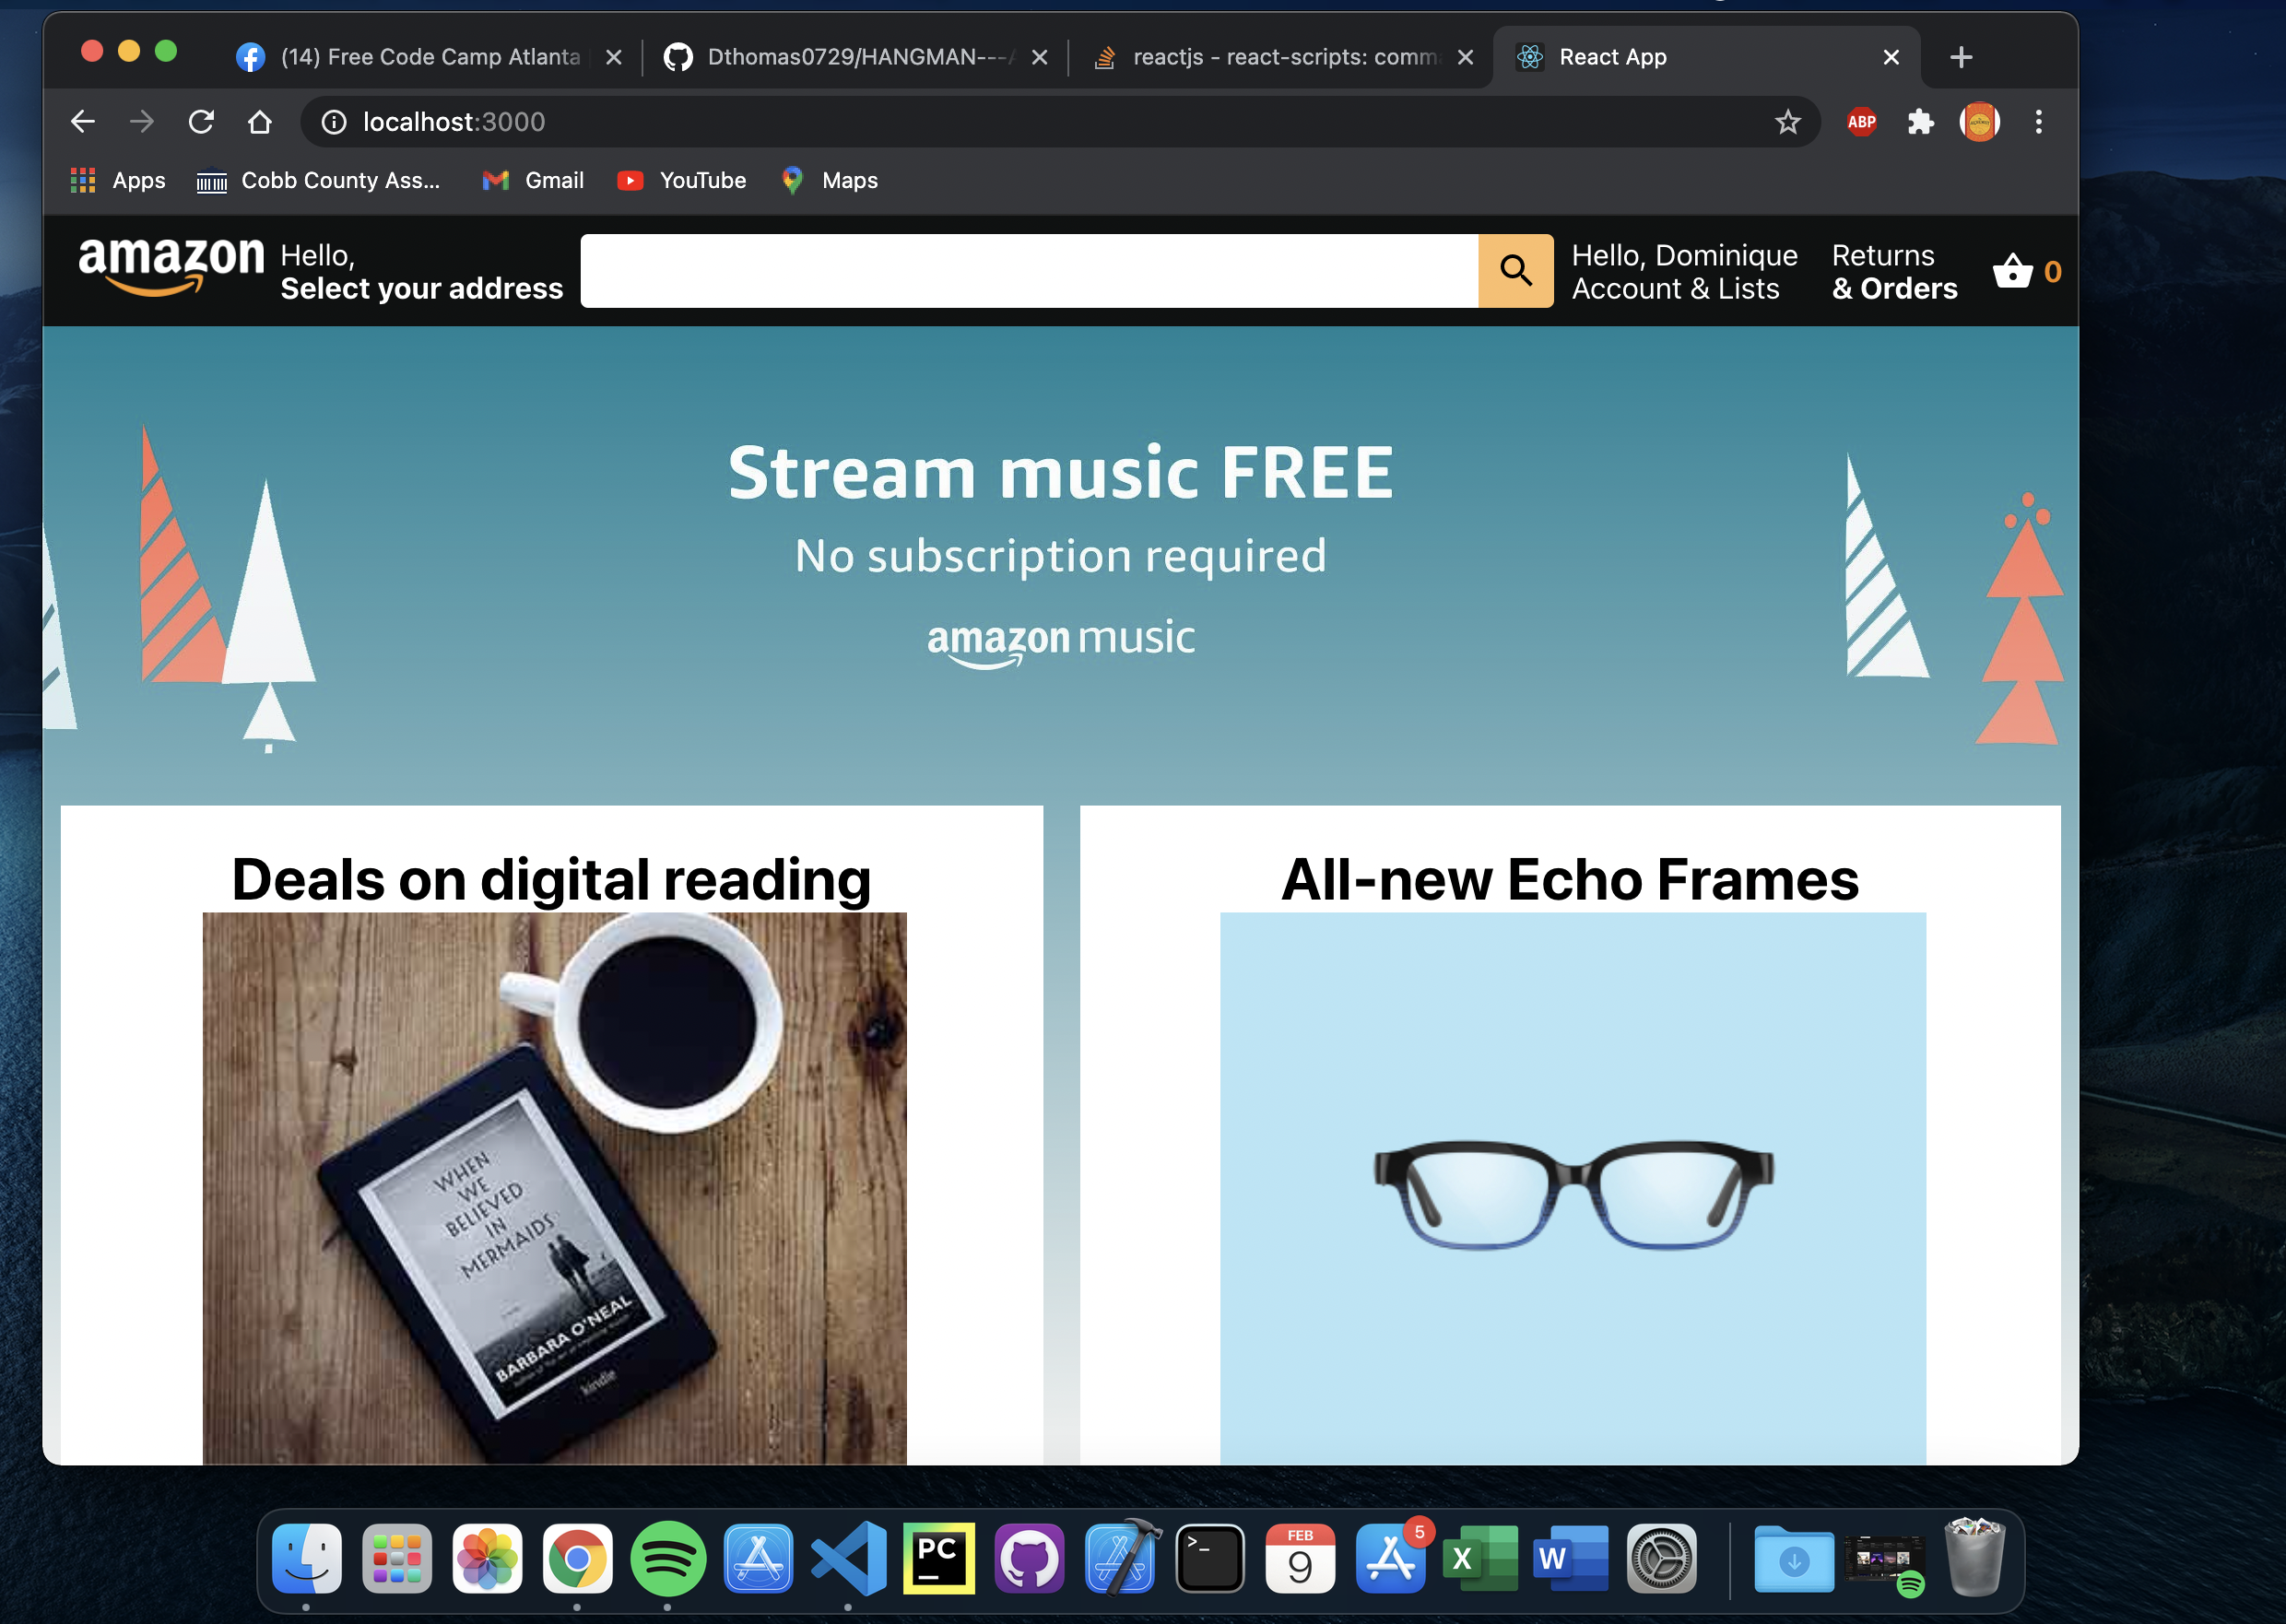 (14) Free Code Camp Atlanta
Dthomas0729/HANGMAN---A
reactjs - react-scripts: comma
React App
localhost:3000
ABP
Apps
Cobb County Ass...
Gmail
YouTube
Maps
amazon
Hello,
Select your address
Hello, Dominique
Account & Lists
Returns
& Orders
0
Stream music FREE
No subscription required
amazon music
Deals on digital reading
WHEN
WE
BELIEVED
IN
MERMAIDS
BARBARA O'NEAL
kindle
All-new Echo Frames
PC
>_
FEB
9
5
X
W